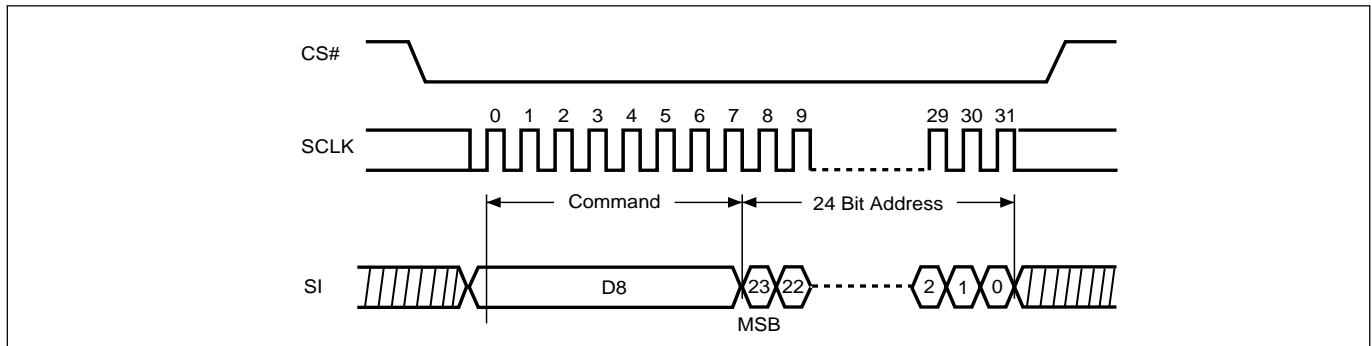 CS#
0 1 2 3 4 5 6 7 8 9 29 30 31
SCLK
Command 24 Bit Address
SI D8 23 22 2 1 0
MSB